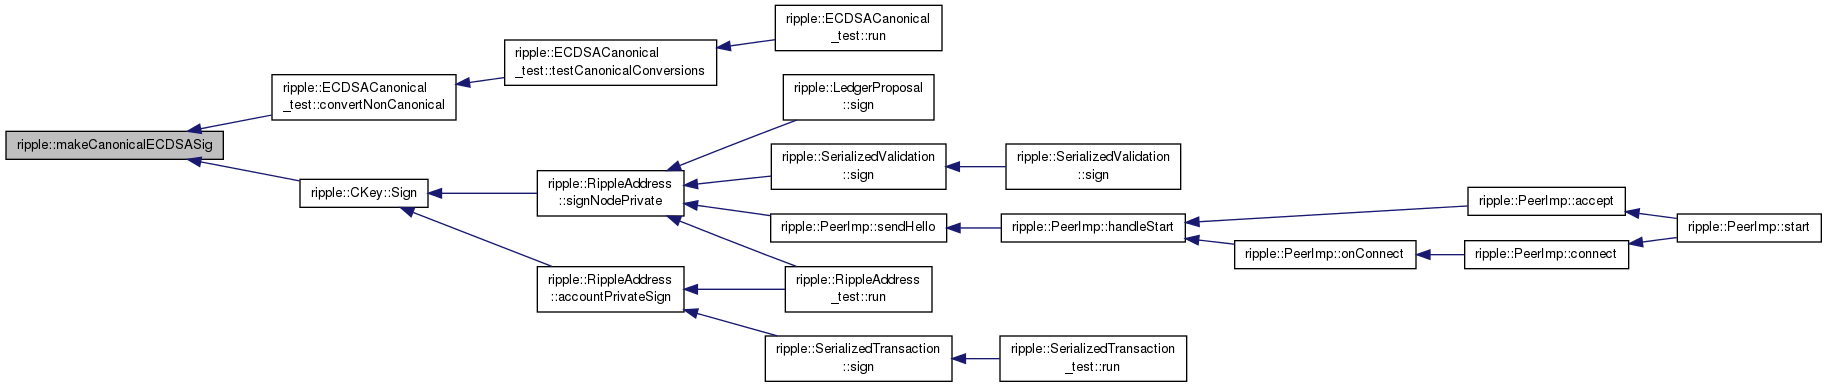 ripple::ECDSACanonical
_test::run
ripple::ECDSACanonical
_test::testCanonicalConversions
ripple::ECDSACanonical
_test::convertNonCanonical
ripple::LedgerProposal
::sign
ripple::makeCanonicalECDSASig
ripple::SerializedValidation
::sign
ripple::SerializedValidation
::sign
ripple::CKey::Sign
ripple::RippleAddress
::signNodePrivate
ripple::PeerImp::accept
ripple::PeerImp::sendHello
ripple::PeerImp::handleStart
ripple::PeerImp::start
ripple::PeerImp::onConnect
ripple::PeerImp::connect
ripple::RippleAddress
::accountPrivateSign
ripple::RippleAddress
_test::run
ripple::SerializedTransaction
::sign
ripple::SerializedTransaction
_test::run